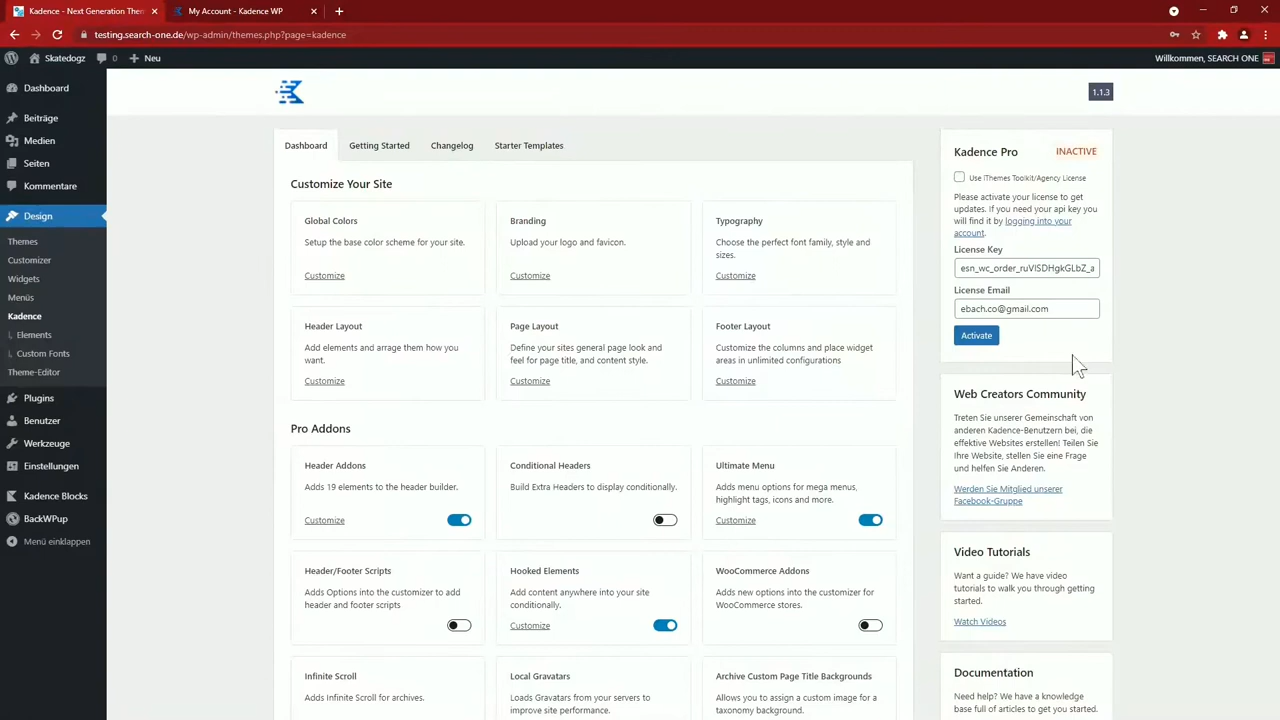 Kadence - Next Generation The
My Account - Kadence WP
testing.search-one.de/wp-admin/themes.php?page=kadence
Skatedogz
0
Neu
Willkommen, SEARCH ONE
Dashboard
Beiträge
Medien
Seiten
Kommentare
Design
Themes
Customizer
Widgets
Menüs
Kadence
Elements
Custom Fonts
Theme-Editor
Plugins
Benutzer
Werkzeuge
Einstellungen
Kadence Blocks
BackWPup
Menü einklappen
1.1.3
Dashboard
Getting Started
Changelog
Starter Templates
Customize Your Site
Global Colors
Setup the base color scheme for your site.
Customize
Branding
Upload your logo and favicon.
Customize
Typography
Choose the perfect font family, style and
sizes.
Customize
Header Layout
Add elements and arrage them how you
want.
Customize
Page Layout
Define your sites general page look and
feel for page title, and content style.
Customize
Footer Layout
Customize the columns and place widget
areas in unlimited configurations
Customize
Pro Addons
Header Addons
Adds 19 elements to the header builder.
Customize
Conditional Headers
Build Extra Headers to display conditionally.
Ultimate Menu
Adds menu options for mega menus,
highlight tags, icons and more.
Customize
Header/Footer Scripts
Adds Options into the customizer to add
header and footer scripts
Hooked Elements
Add content anywhere into your site
conditionally.
Customize
WooCommerce Addons
Adds new options into the customizer for
WooCommerce stores.
Infinite Scroll
Adds Infinite Scroll for archives.
Local Gravatars
Loads Gravatars from your servers to
improve site performance.
Archive Custom Page Title Backgrounds
Allows you to assign a custom image for a
taxonomy background.
Kadence Pro
INACTIVE
Use iThemes Toolkit/Agency License
Please activate your license to get
updates. If you need your api key you
will find it by logging into your
account.
License Key
esn_wc_order_ruVISDHgkGLbZ_a
License Email
ebach.co@gmail.com
Activate
Web Creators Community
Treten Sie unserer Gemeinschaft von
anderen Kadence-Benutzern bei, die
effektive Websites erstellen! Teilen Sie
Ihre Website, stellen Sie eine Frage
und helfen Sie Anderen.
Werden Sie Mitglied unserer
Facebook-Gruppe
Video Tutorials
Want a guide? We have video
tutorials to walk you through getting
started.
Watch Videos
Documentation
Need help? We have a knowledge
base full of articles to get you started.